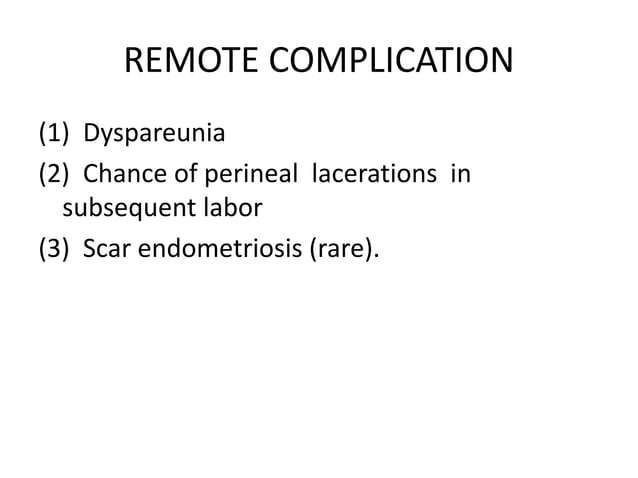 REMOTE COMPLICATION
(1) Dyspareunia
(2) Chance of perineal lacerations in
subsequent labor
(3) Scar endometriosis (rare).